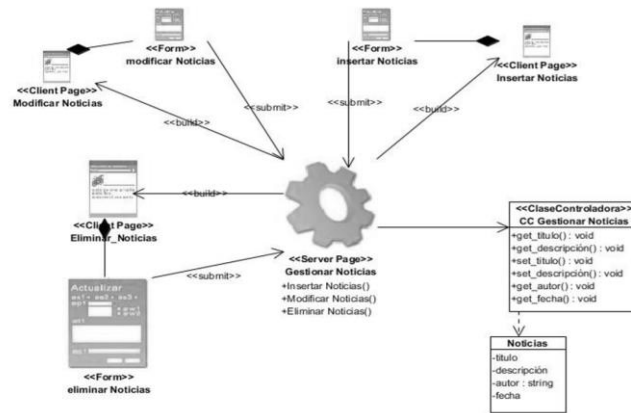 <<Form>>
modificar Noticias
<<Client Page>>
Modificar Noticias
<<submit>>
<<build>>
<<Form>>
insertar Noticias
<<Client Page>>
Insertar Noticias
<<submit>>
<<build>>
<<Client Page>>
Eliminar_Noticias
<<build>>
<<submit>>
Actualizar
<<Form>>
eliminar Noticias
<<Server Page>>
Gestionar Noticias
+Insertar Noticias()
+Modificar Noticias()
+Eliminar Noticias()
<<ClaseControladora>>
CC Gestionar Noticias
+get_titulo() : void
+get_descripción() : void
+set_titulo() : void
+set_descripción() : void
+get_autor() : void
+get_fecha() : void
Noticias
-titulo
-descripción
-autor : string
-fecha